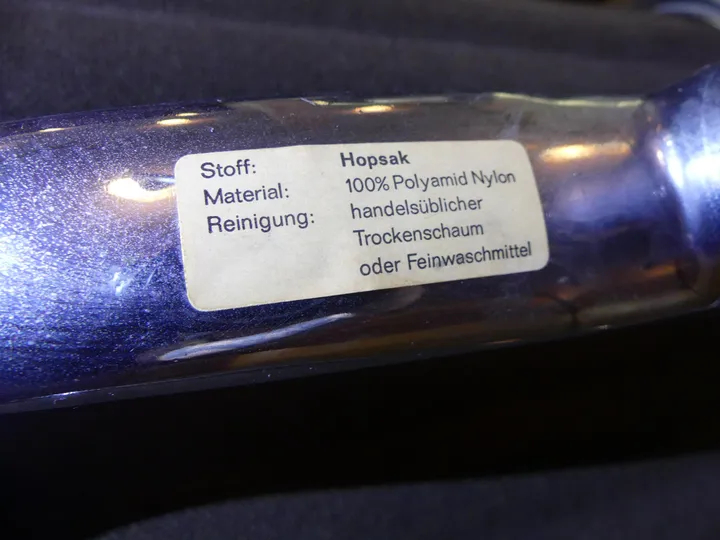 Stoff: Hopsak
Material: 100% Polyamid Nylon
Reinigung: handelsüblicher
Trockenschaum
oder Feinwaschmittel